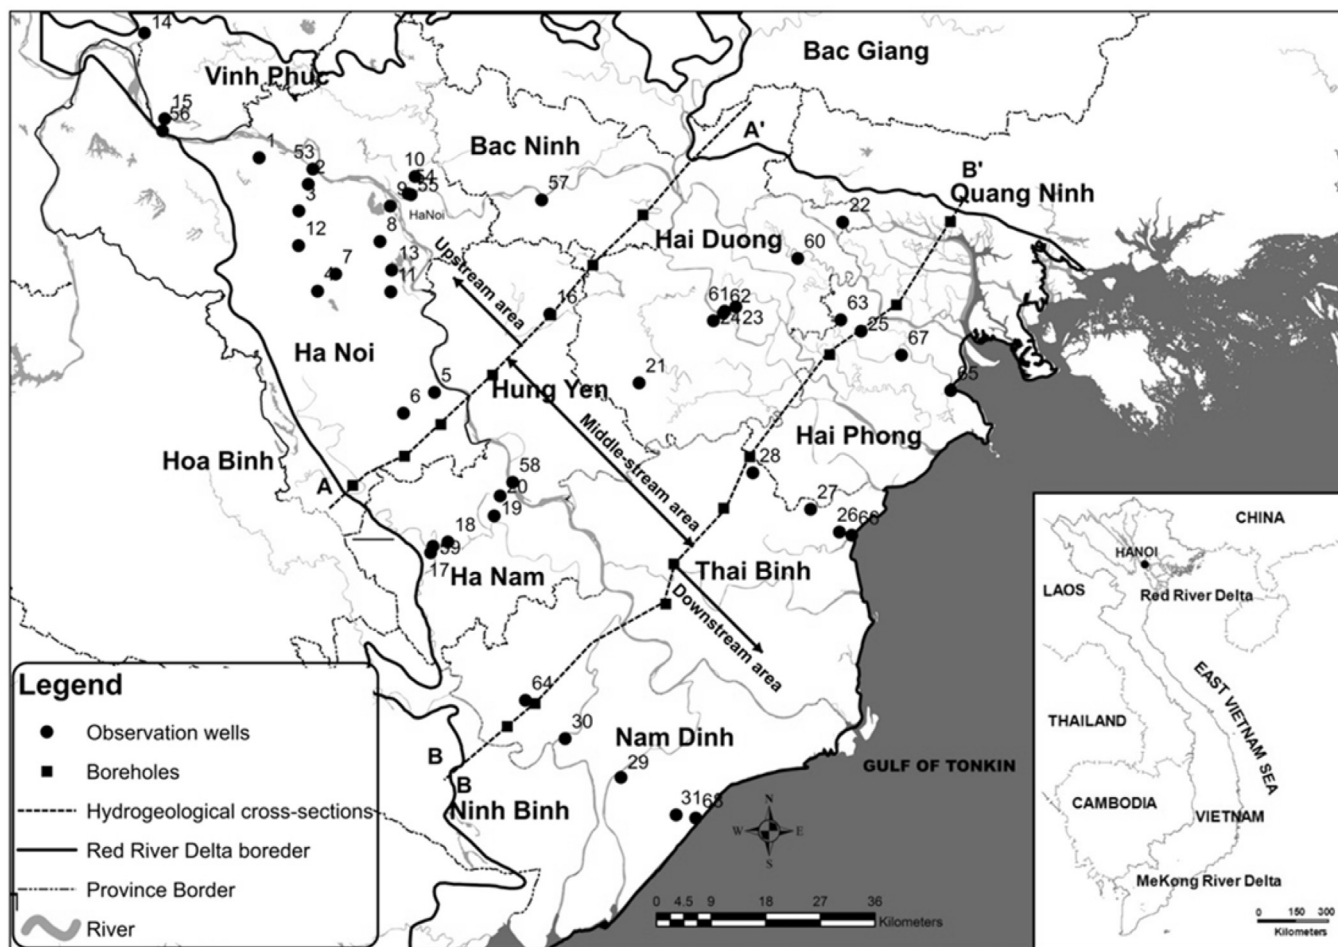 14
Vinh Phuc
Bac Giang
15
56
1
53
2
3
10
54
9
55
HaNoi
Bac Ninh
57
A'
B'
Quang Ninh
22
Hai Duong
60
12
8
7
4
13
11
Upstream area
16
61
62
24
23
63
25
67
65
Ha Noi
5
6
Hung Yen
21
Middle-stream area
Hai Phong
Hoa Binh
A
58
20
19
18
59
17
Ha Nam
28
27
26
66
Thai Binh
Downstream area
64
30
Nam Dinh
29
31
68
B
B
Ninh Binh
GULF OF TONKIN
N
W
E
S
0 4.5 9 18 27 36
Kilometers
Legend
Observation wells
Boreholes
Hydrogeological cross-sections
Red River Delta boreder
Province Border
River
CHINA
HANOI
LAOS
Red River Delta
EAST VIETNAM SEA
THAILAND
CAMBODIA
VIETNAM
MeKong River Delta
0 150 300
Kilometers